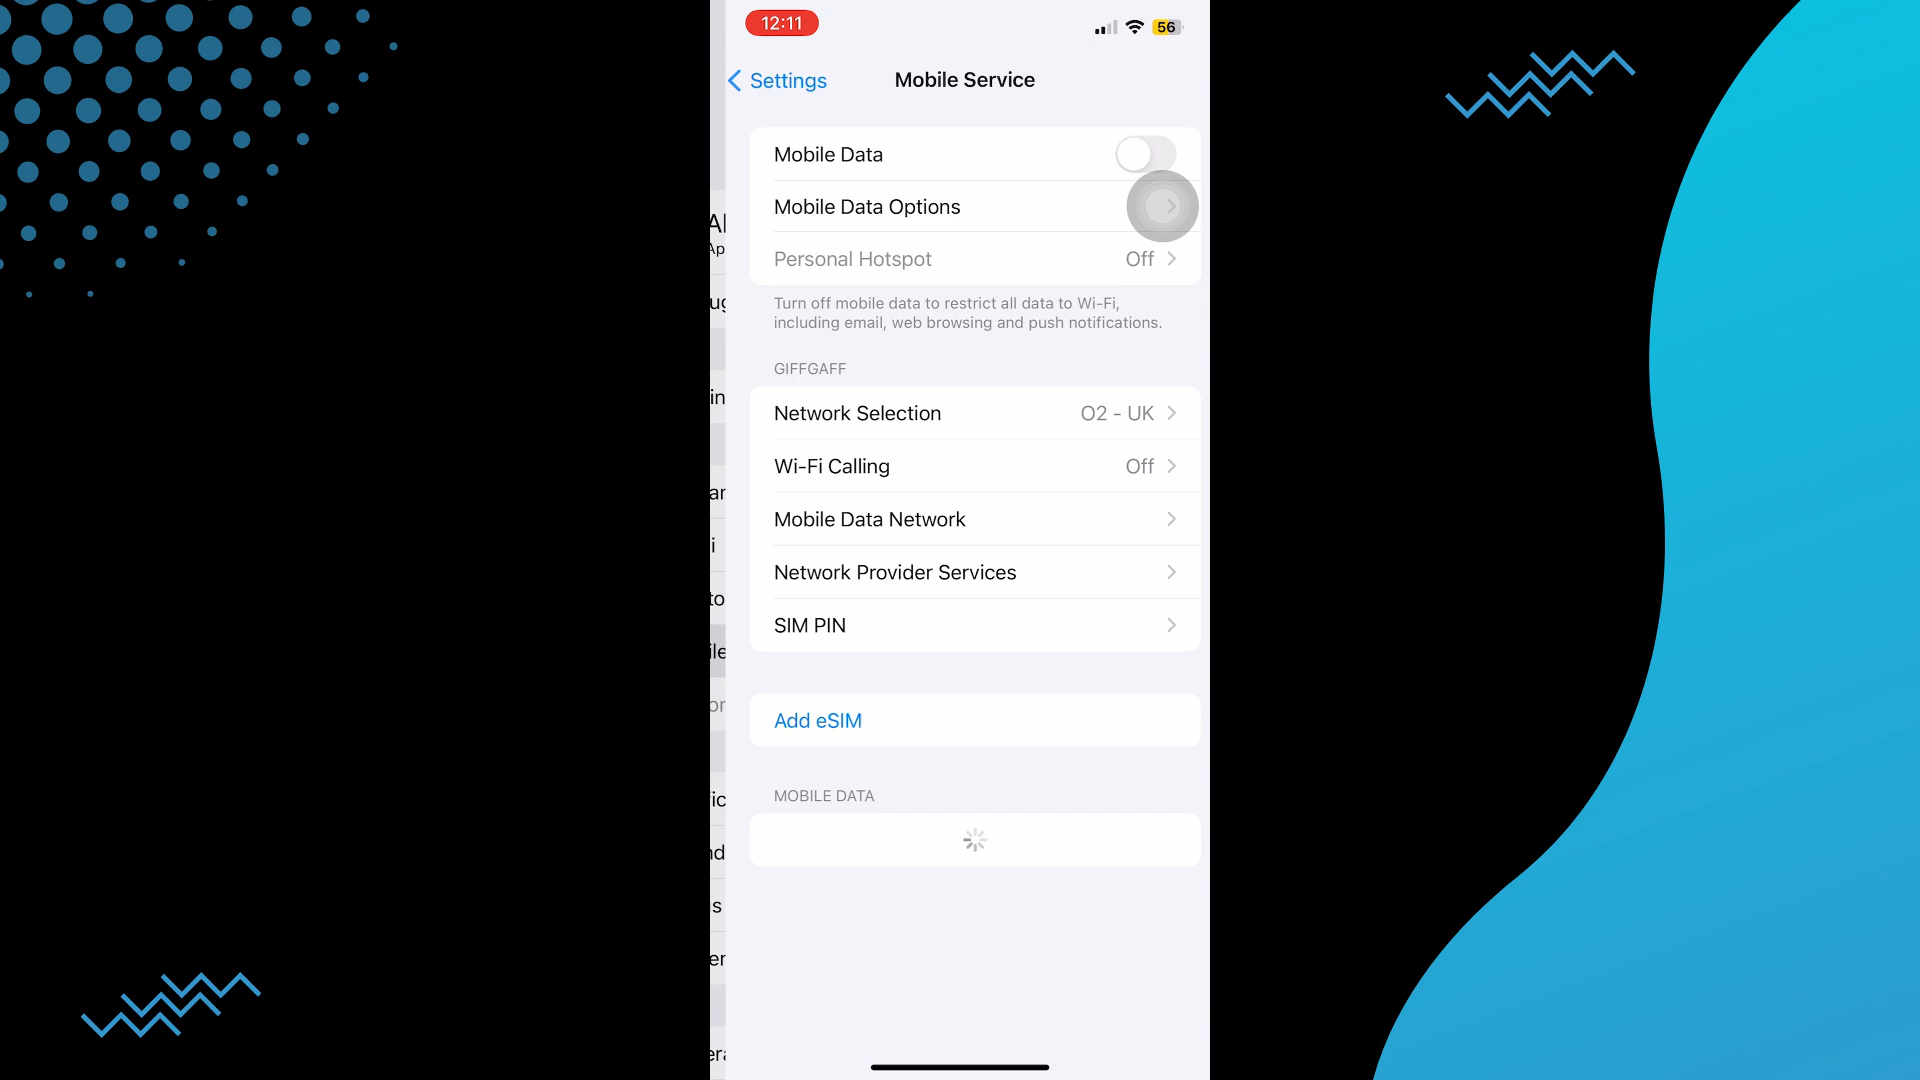 12:11
56
Settings
Mobile Service
Mobile Data
Mobile Data Options
Personal Hotspot Off
Turn off mobile data to restrict all data to Wi-Fi,
including email, web browsing and push notifications.
GIFFGAFF
Network Selection O2 - UK
Wi-Fi Calling Off
Mobile Data Network
Network Provider Services
SIM PIN
Add eSIM
MOBILE DATA